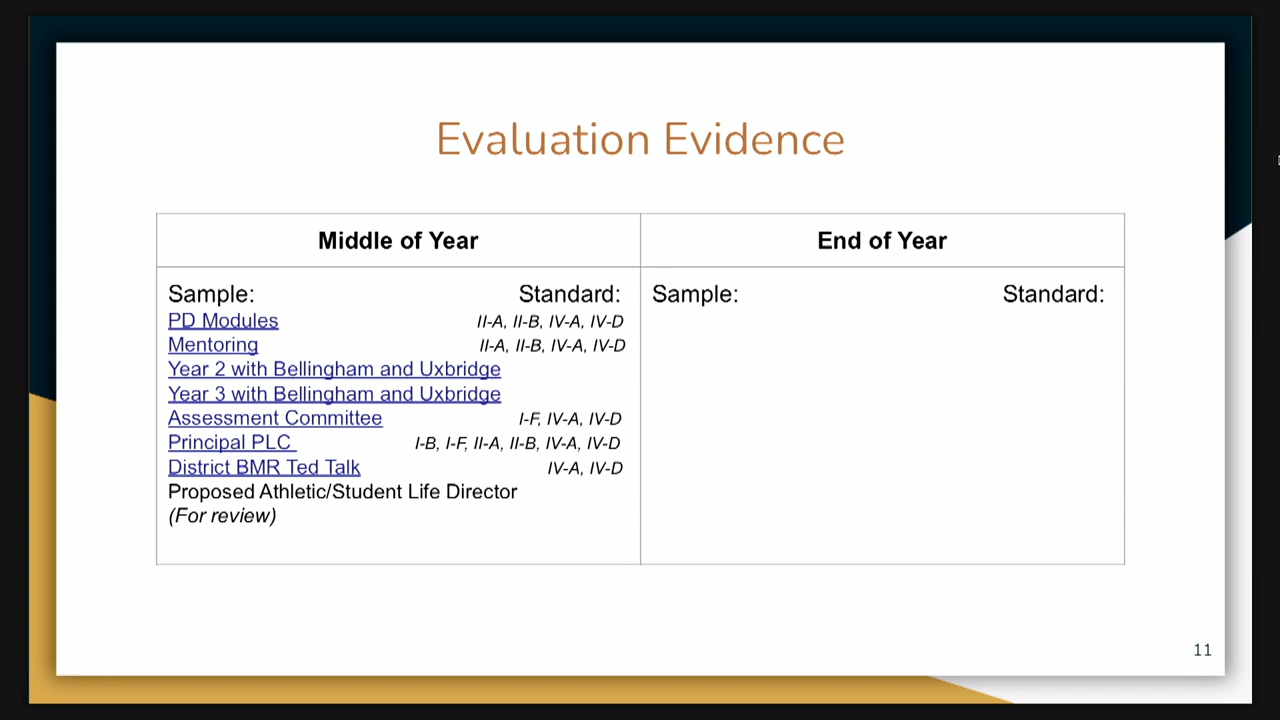 Evaluation Evidence
Middle of Year
End of Year
Sample: Standard:
PD Modules II-A, II-B, IV-A, IV-D
Mentoring II-A, II-B, IV-A, IV-D
Year 2 with Bellingham and Uxbridge
Year 3 with Bellingham and Uxbridge
Assessment Committee I-F, IV-A, IV-D
Principal PLC I-B, I-F, II-A, II-B, IV-A, IV-D
District BMR Ted Talk IV-A, IV-D
Proposed Athletic/Student Life Director
(For review)
Sample: Standard:
11